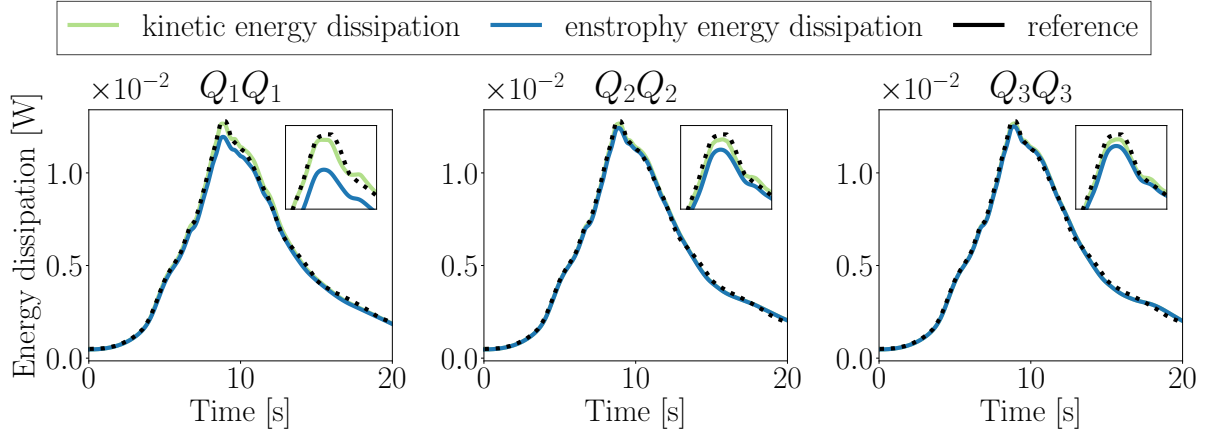 kinetic energy dissipation enstrophy energy dissipation reference
×10⁻² Q₁Q₁ ×10⁻² Q₂Q₂ ×10⁻² Q₃Q₃
Energy dissipation [W]
1.0 1.0 1.0
0.5 0.5 0.5
0.0 0.0 0.0
0 10 20 0 10 20 0 10 20
Time [s] Time [s] Time [s]